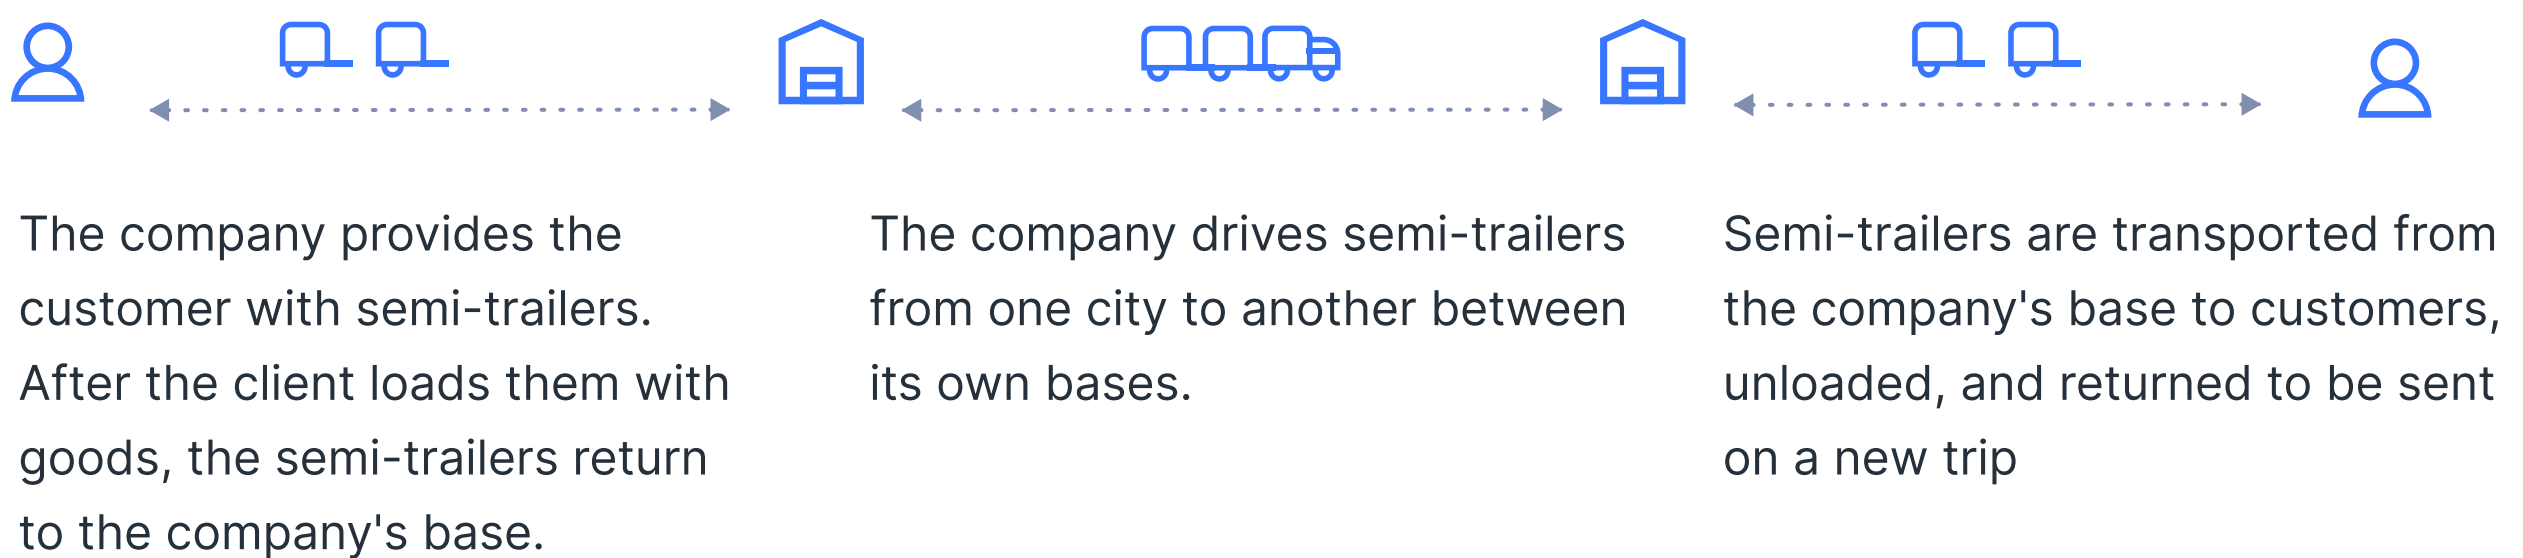 The company provides the
customer with semi-trailers.
After the client loads them with
goods, the semi-trailers return
to the company's base.
The company drives semi-trailers
from one city to another between
its own bases.
Semi-trailers are transported from
the company's base to customers,
unloaded, and returned to be sent
on a new trip